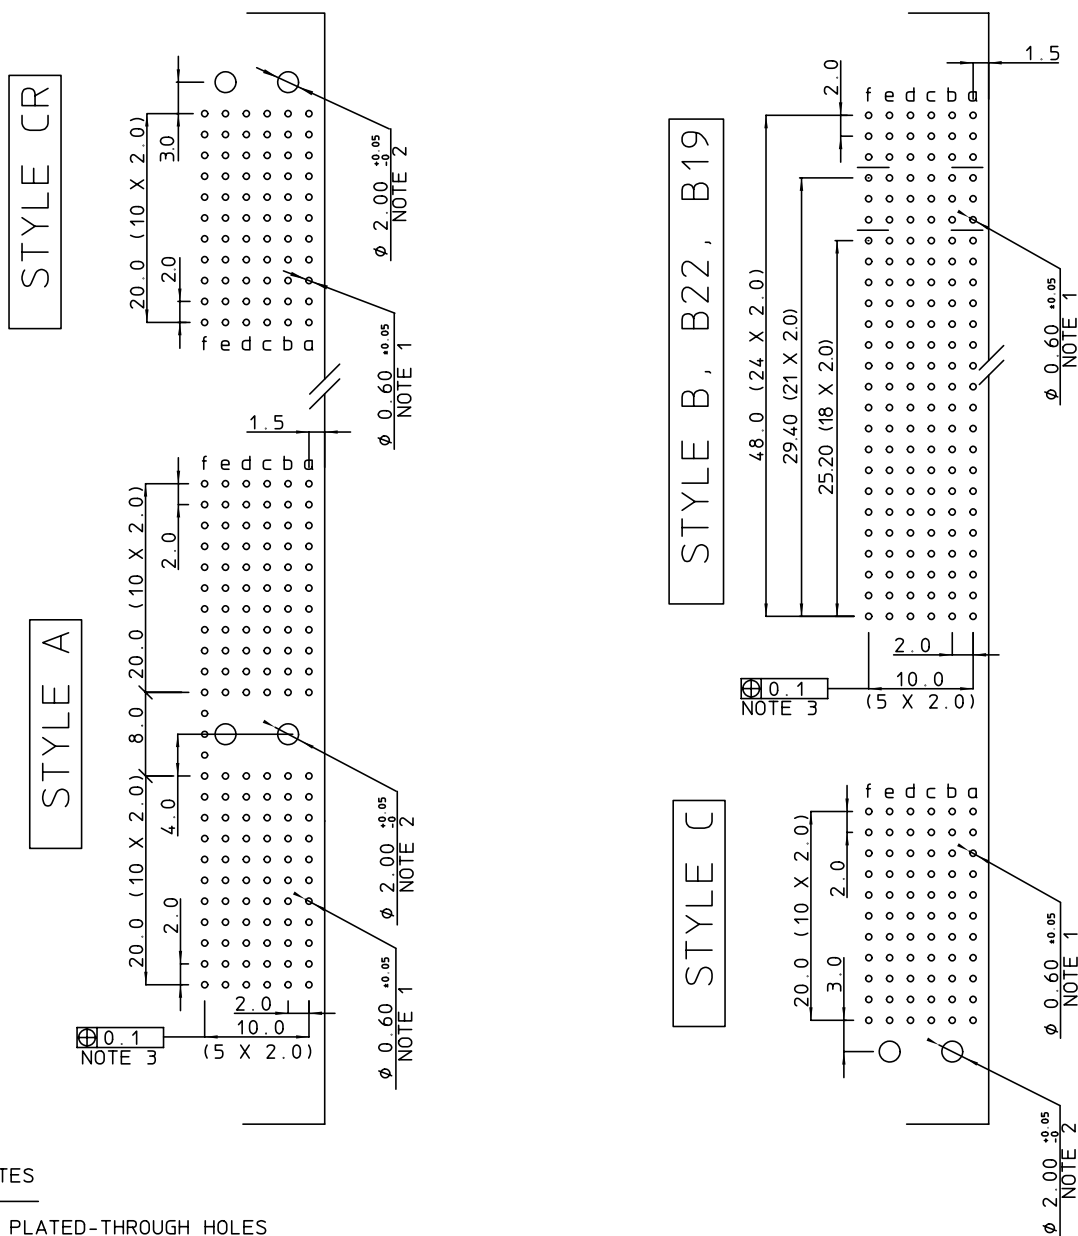 STYLE CR
20.0 (10 X 2.0)
3.0
2.0
f e d c b a
φ 2.00 +0.05 -0
NOTE 2
φ 0.60 ±0.05
NOTE 1
STYLE A
1.5
f e d c b a
20.0 (10 X 2.0)
2.0
8.0
4.0
20.0 (10 X 2.0)
2.0
φ 2.00 +0.05 -0
NOTE 2
φ 0.60 ±0.05
NOTE 1
2.0
10.0
(5 X 2.0)
⌖ 0.1
NOTE 3
STYLE B, B22, B19
2.0
1.5
f e d c b a
48.0 (24 X 2.0)
29.40 (21 X 2.0)
25.20 (18 X 2.0)
φ 0.60 ±0.05
NOTE 1
2.0
10.0
(5 X 2.0)
⌖ 0.1
NOTE 3
STYLE C
f e d c b a
20.0 (10 X 2.0)
2.0
3.0
φ 0.60 ±0.05
NOTE 1
φ 2.00 +0.05 -0
NOTE 2
TES
PLATED-THROUGH HOLES